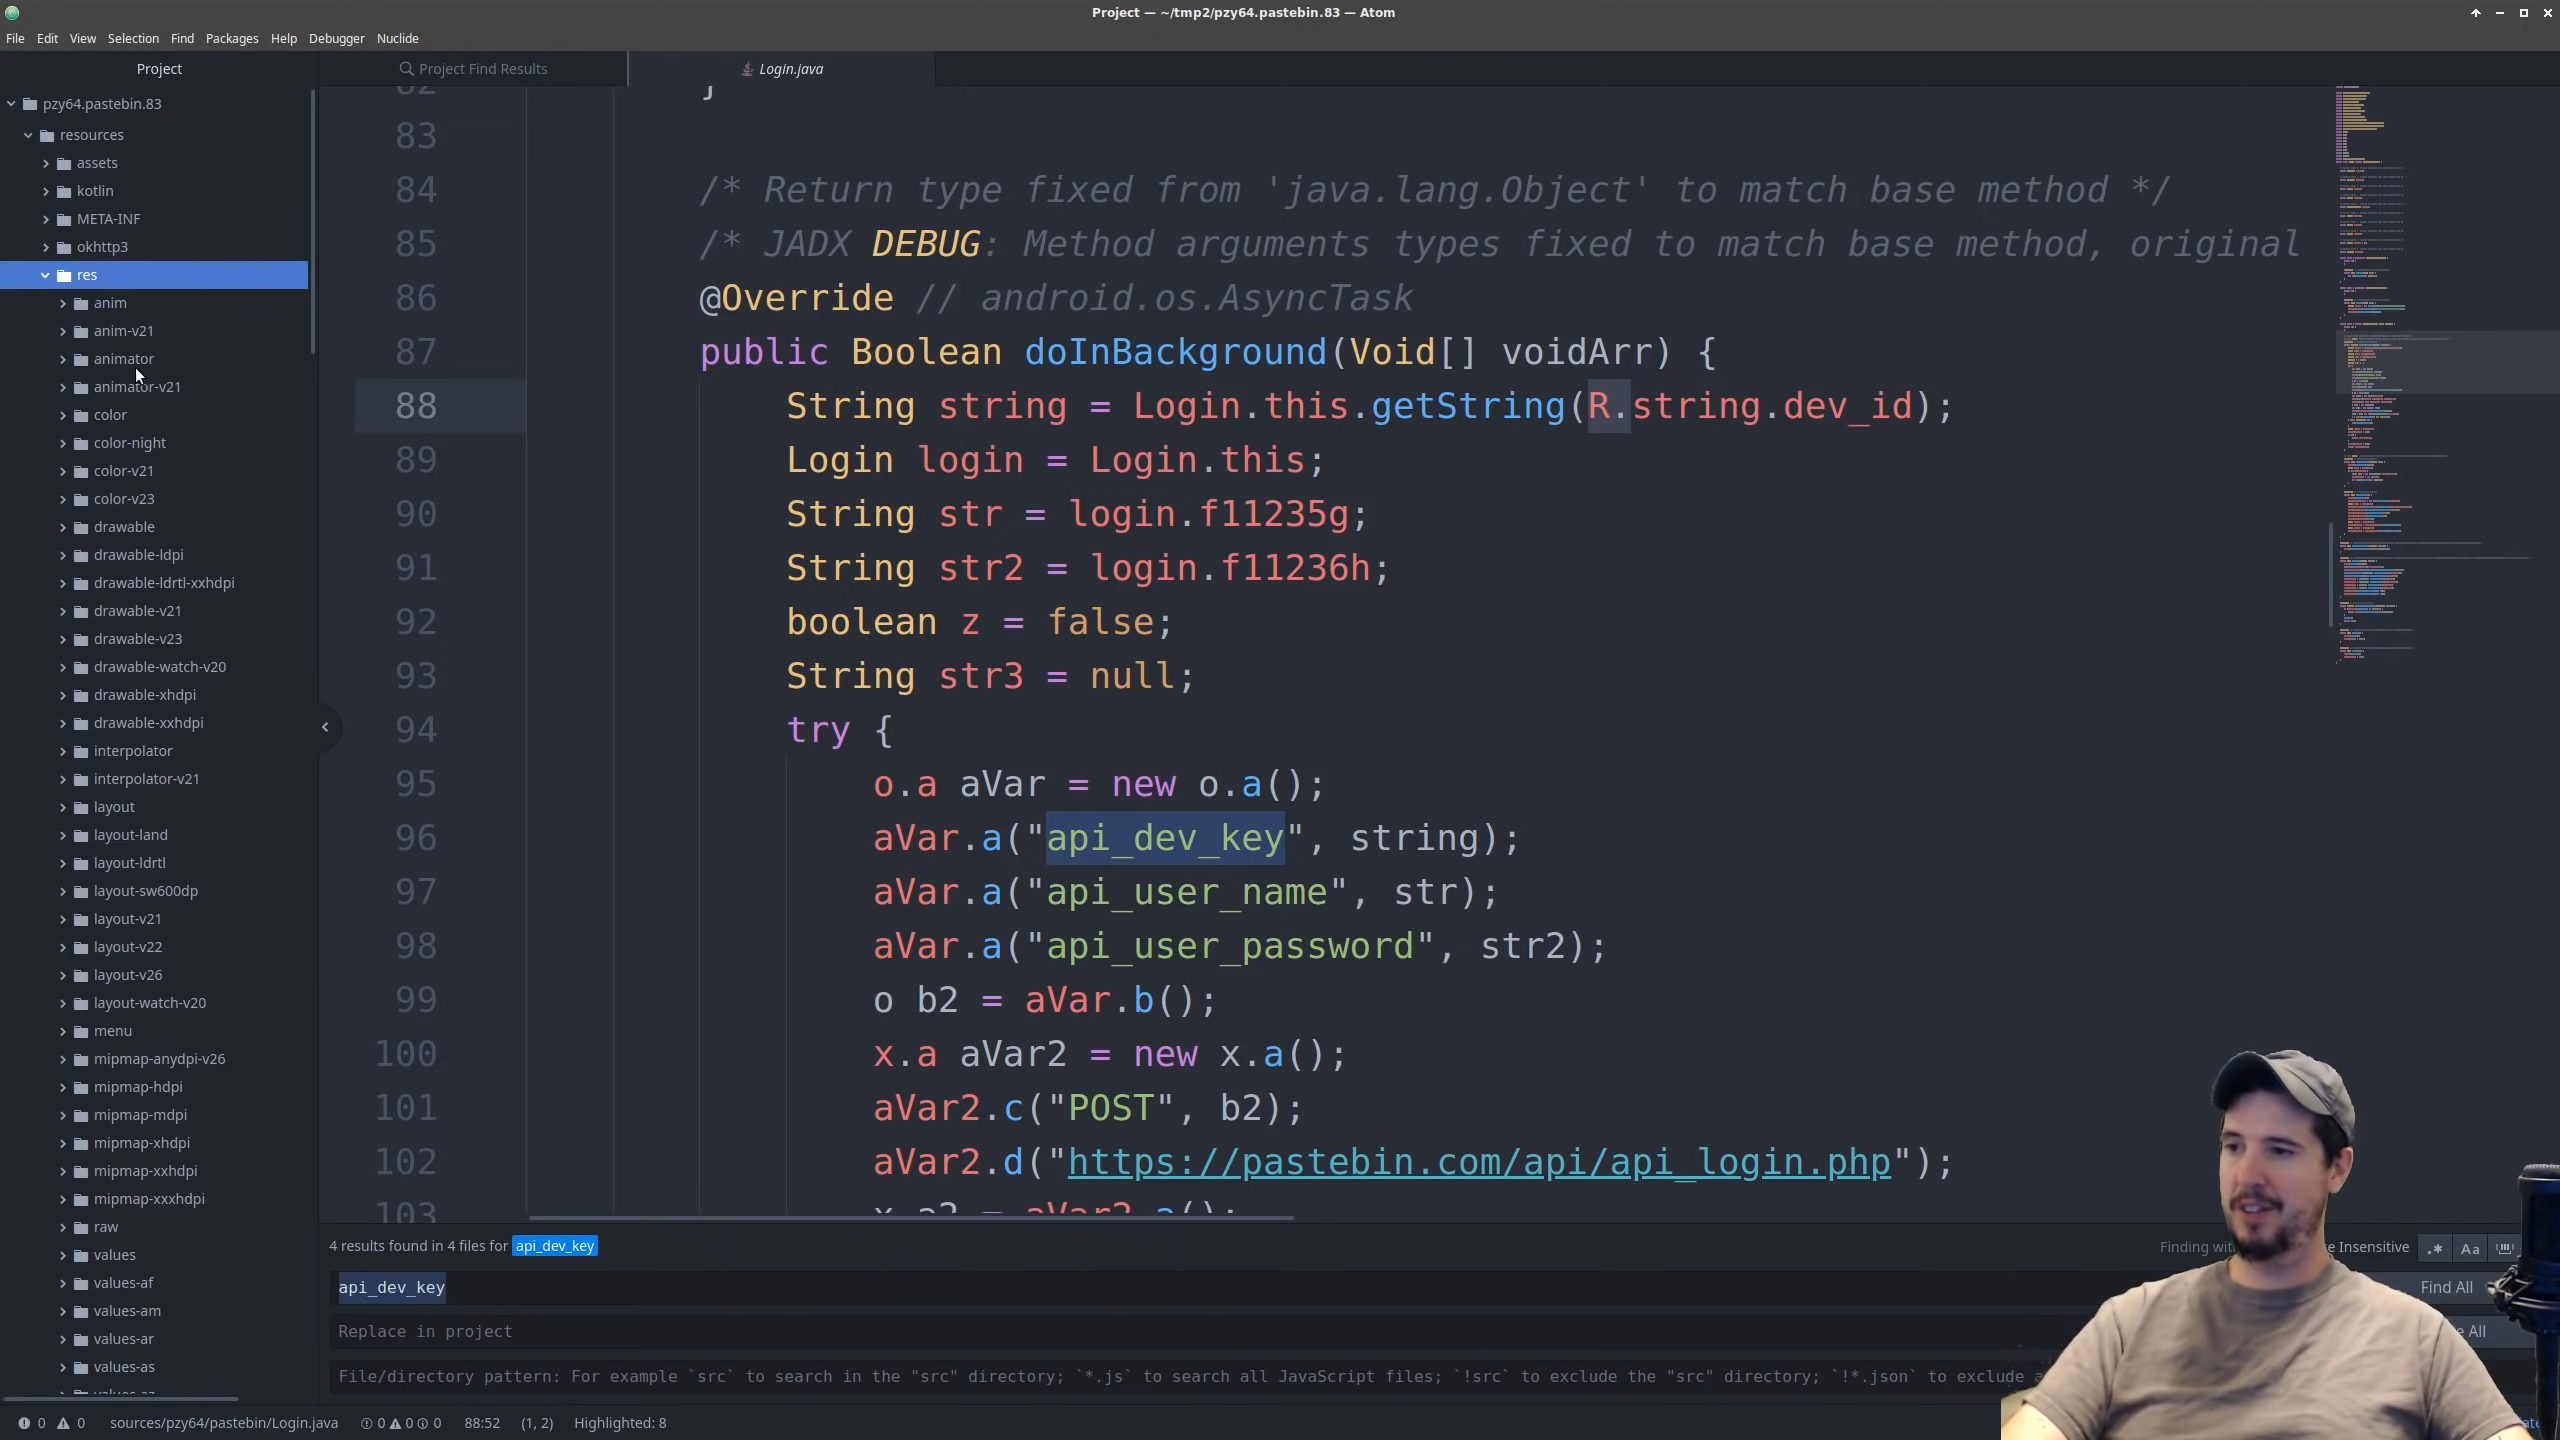 Project — ~/tmp2/pzy64.pastebin.83 — Atom
File Edit View Selection Find Packages Help Debugger Nuclide
Project
pzy64.pastebin.83
resources
assets
kotlin
META-INF
okhttp3
res
anim
anim-v21
animator
animator-v21
color
color-night
color-v21
color-v23
drawable
drawable-ldpi
drawable-ldrtl-xxhdpi
drawable-v21
drawable-v23
drawable-watch-v20
drawable-xhdpi
drawable-xxhdpi
interpolator
interpolator-v21
layout
layout-land
layout-ldrtl
layout-sw600dp
layout-v21
layout-v22
layout-v26
layout-watch-v20
menu
mipmap-anydpi-v26
mipmap-hdpi
mipmap-mdpi
mipmap-xhdpi
mipmap-xxhdpi
mipmap-xxxhdpi
raw
values
values-af
values-am
values-ar
values-as
values-az
Project Find Results
Login.java
82 }
83
84 /* Return type fixed from 'java.lang.Object' to match base method */
85 /* JADX DEBUG: Method arguments types fixed to match base method, original
86 @Override // android.os.AsyncTask
87 public Boolean doInBackground(Void[] voidArr) {
88 String string = Login.this.getString(R.string.dev_id);
89 Login login = Login.this;
90 String str = login.f11235g;
91 String str2 = login.f11236h;
92 boolean z = false;
93 String str3 = null;
94 try {
95 o.a aVar = new o.a();
96 aVar.a("api_dev_key", string);
97 aVar.a("api_user_name", str);
98 aVar.a("api_user_password", str2);
99 o b2 = aVar.b();
100 x.a aVar2 = new x.a();
101 aVar2.c("POST", b2);
102 aVar2.d("https://pastebin.com/api/api_login.php");
103 x a2 = aVar2.a();
4 results found in 4 files for api_dev_key
Finding with
e Insensitive .* Aa
api_dev_key
Find All
Replace in project
All
File/directory pattern: For example `src` to search in the "src" directory; `*.js` to search all JavaScript files; `!src` to exclude the "src" directory; `!*.json` to exclude
0 0 sources/pzy64/pastebin/Login.java 0 0 0 88:52 (1, 2) Highlighted: 8